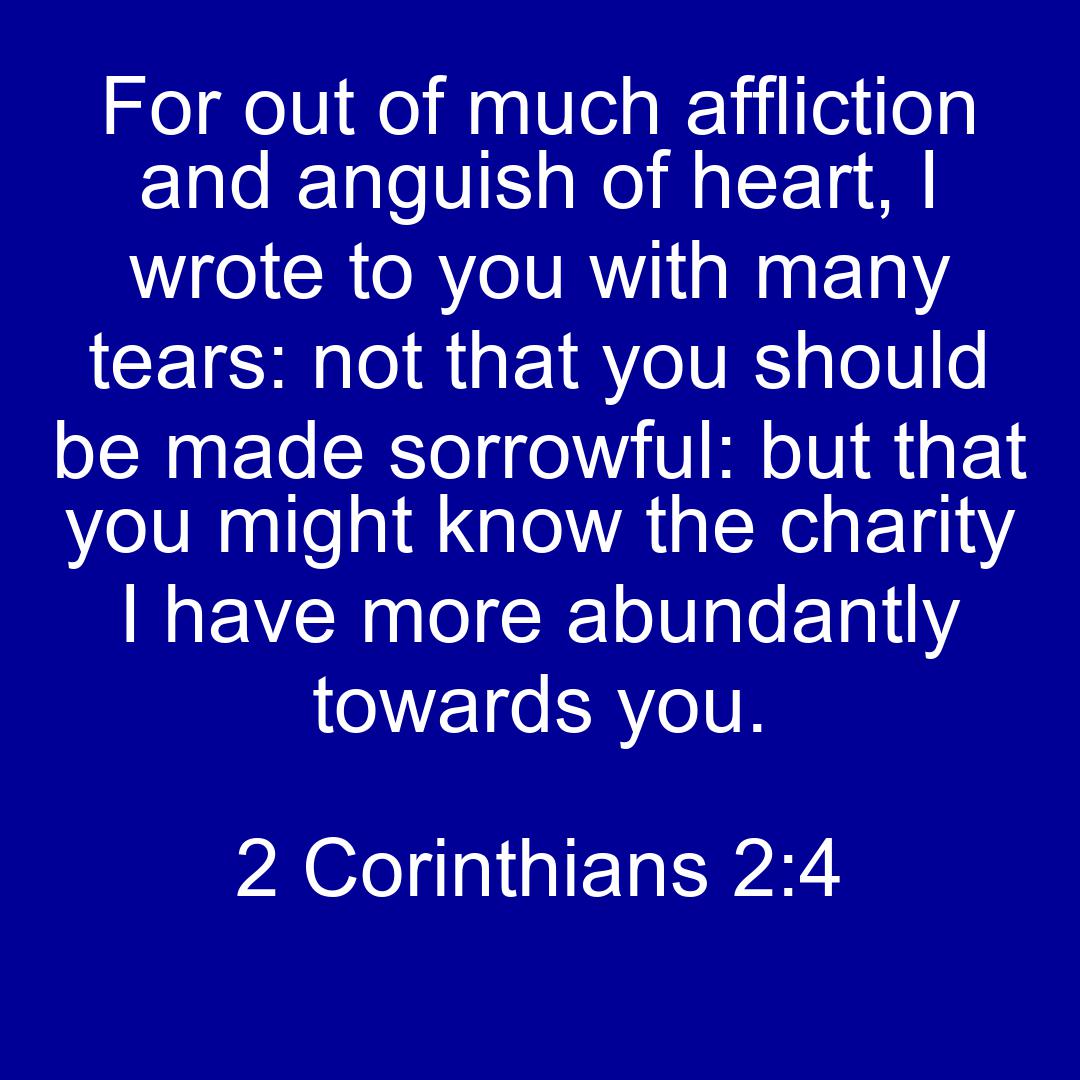 For out of much affliction
and anguish of heart, I
wrote to you with many
tears: not that you should
be made sorrowful: but that
you might know the charity
I have more abundantly
towards you.
2 Corinthians 2:4